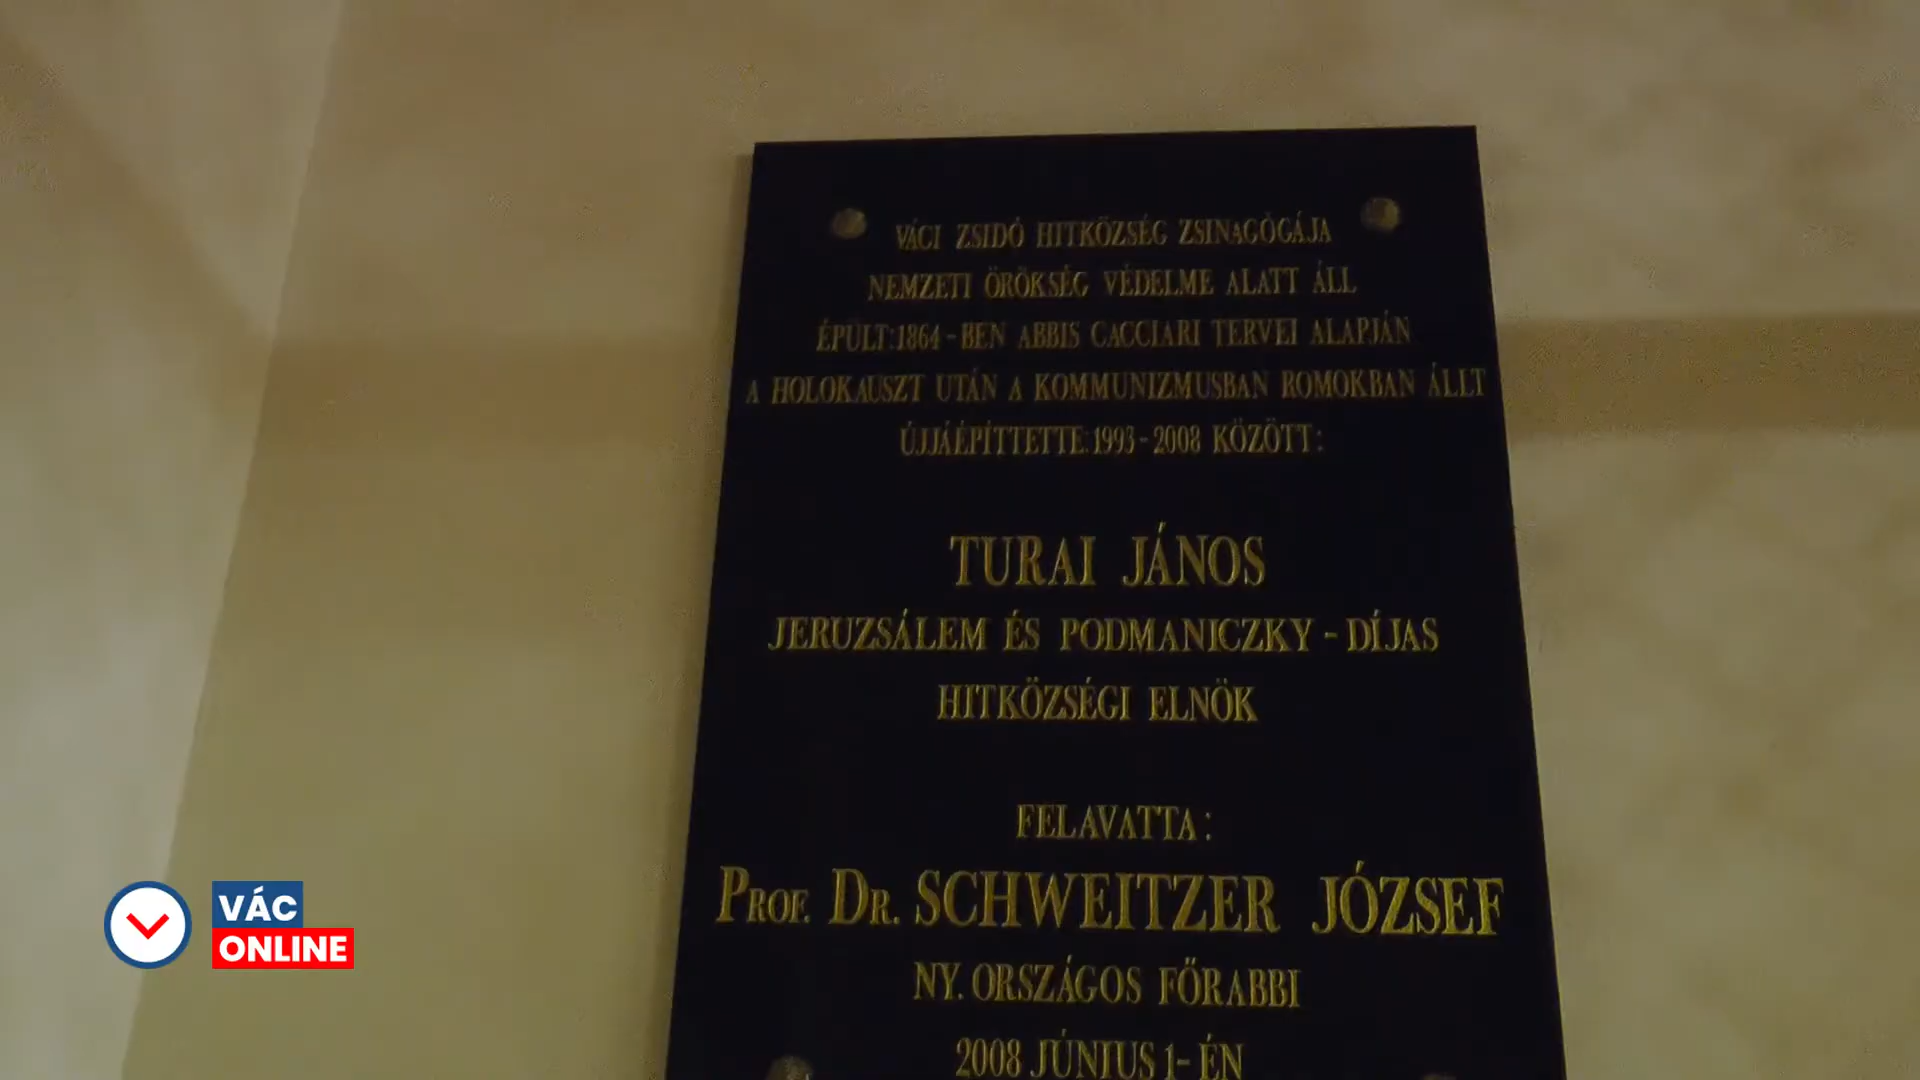 VÁCI ZSIDÓ HITKÖZSÉG ZSINAGÓGÁJA
NEMZETI ÖRÖKSÉG VÉDELME ALATT ÁLL
ÉPÜLT: 1864-BEN ABBIS CACCIARI TERVEI ALAPJÁN
A HOLOKAUSZT UTÁN A KOMMUNIZMUSBAN ROMOKBAN ÁLLT
ÚJJÁÉPÍTTETTE: 1993-2008 KÖZÖTT:
TURAI JÁNOS
JERUZSÁLEM ÉS PODMANICZKY-DÍJAS
HITKÖZSÉGI ELNÖK
FELAVATTA:
PROF. DR. SCHWEITZER JÓZSEF
NY. ORSZÁGOS FŐRABBI
2008 JÚNIUS 1-ÉN
VÁC
ONLINE